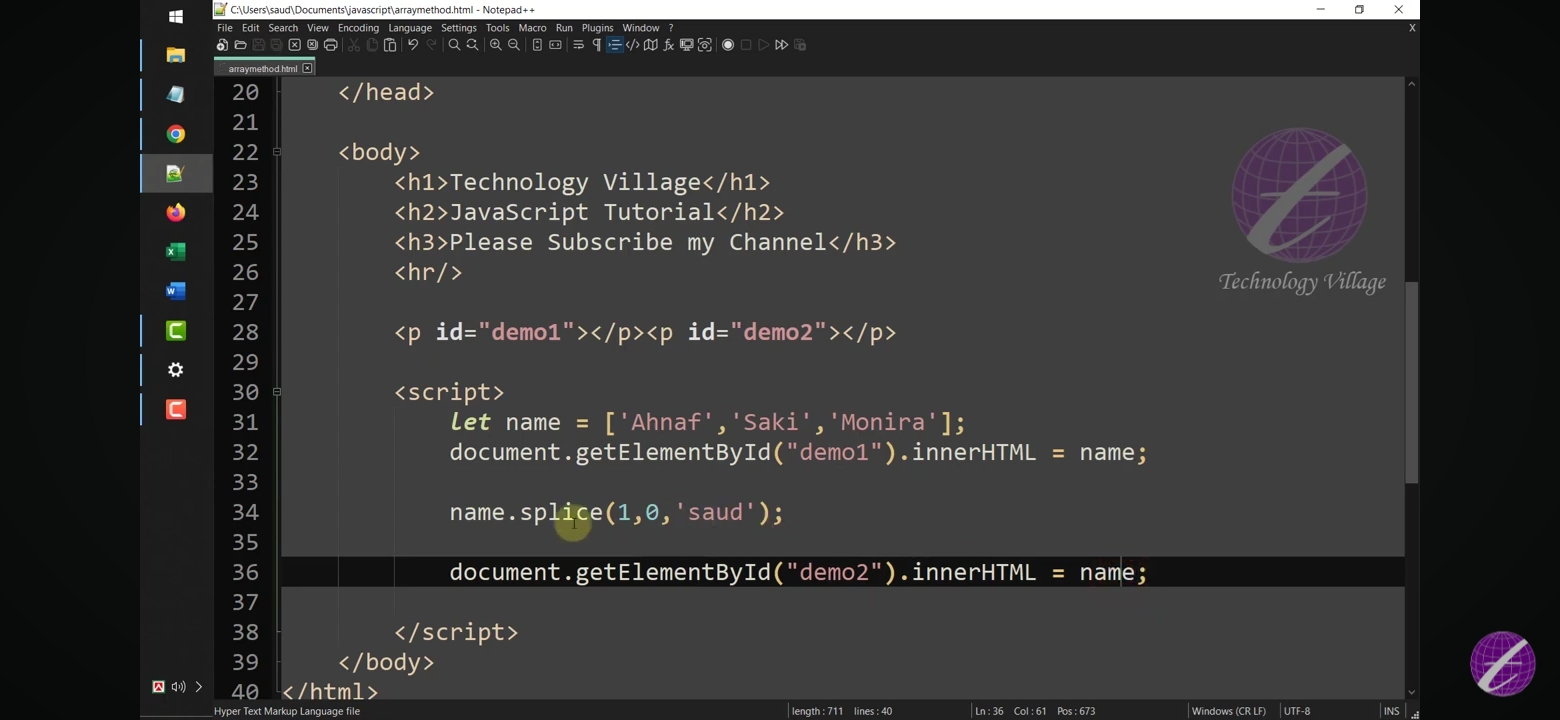 C:\Users\saud\Documents\javascript\arraymethod.html - Notepad++
File Edit Search View Encoding Language Settings Tools Macro Run Plugins Window ? X
arraymethod.html
20 </head>
21
22 <body>
23 <h1>Technology Village</h1>
24 <h2>JavaScript Tutorial</h2>
25 <h3>Please Subscribe my Channel</h3>
26 <hr/>
27
28 <p id="demo1"></p><p id="demo2"></p>
29
30 <script>
31 let name = ['Ahnaf','Saki','Monira'];
32 document.getElementById("demo1").innerHTML = name;
33
34 name.splice(1,0,'saud');
35
36 document.getElementById("demo2").innerHTML = name;
37
38 </script>
39 </body>
40 </html>
Technology Village
Hyper Text Markup Language file length : 711 lines : 40 Ln : 36 Col : 61 Pos : 673 Windows (CR LF) UTF-8 INS